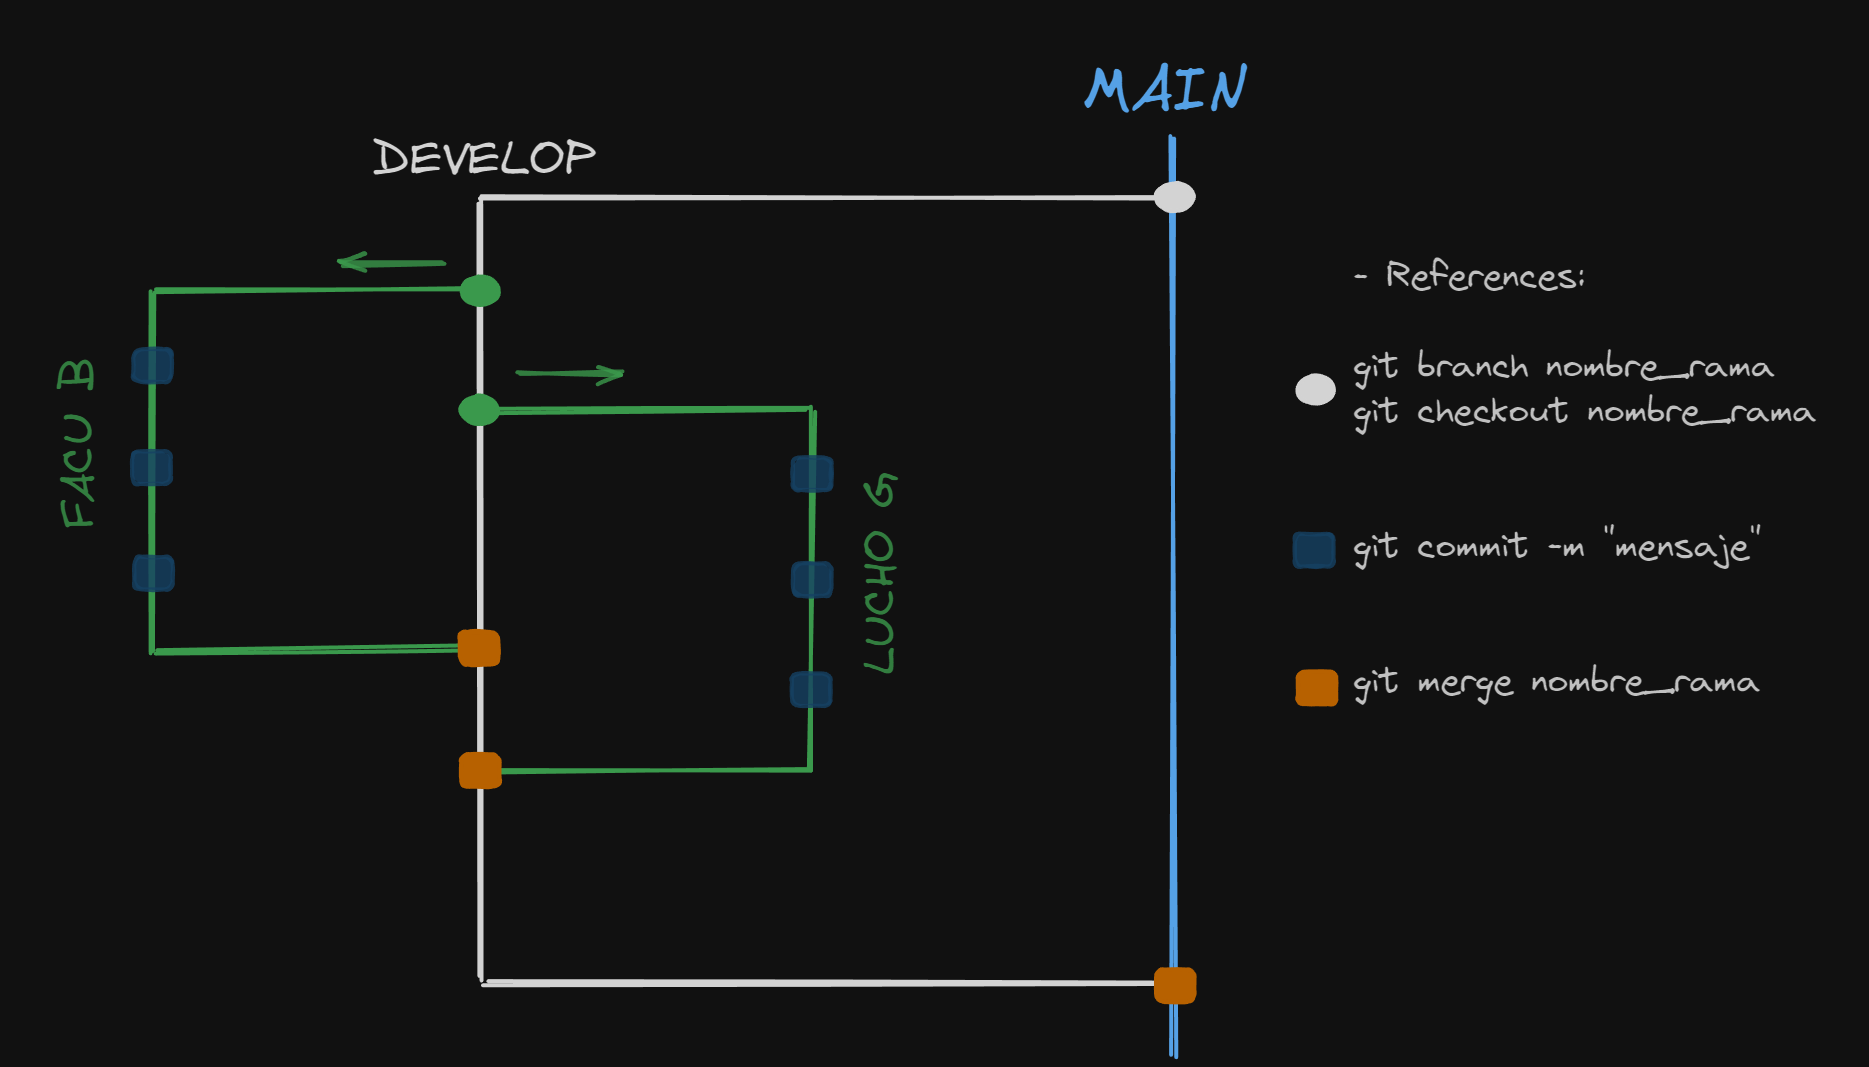 MAIN
DEVELOP
FACU B
LUCHO G
- References:
git branch nombre_rama
git checkout nombre_rama
git commit -m "mensaje"
git merge nombre_rama